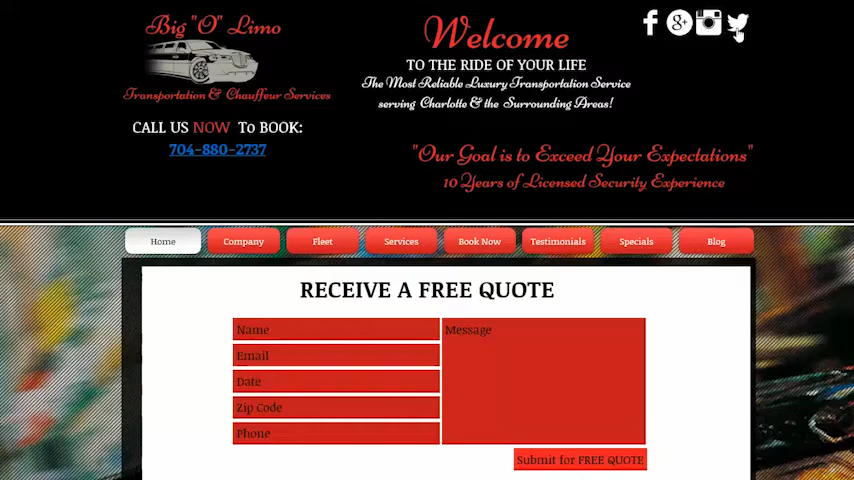 Big "O" Limo
Transportation & Chauffeur Services
CALL US NOW To BOOK:
704-880-2737
Welcome
TO THE RIDE OF YOUR LIFE
The Most Reliable Luxury Transportation Service
serving Charlotte & the Surrounding Areas!
"Our Goal is to Exceed Your Expectations"
10 Years of Licensed Security Experience
Home
Company
Fleet
Services
Book Now
Testimonials
Specials
Blog
RECEIVE A FREE QUOTE
Name
Email
Date
Zip Code
Phone
Message
Submit for FREE QUOTE